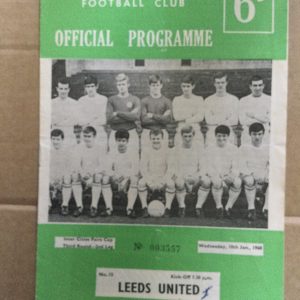 FOOTBALL CLUB
6D
OFFICIAL PROGRAMME
Inter Cities Fairs Cup
Third Round - 2nd Leg
Nº 003557
Wednesday, 10th Jan., 1968
No. 15
Kick-Off 7.30 p.m.
LEEDS UNITED